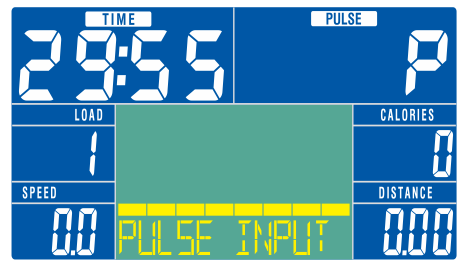 TIME PULSE
29:55 P
LOAD CALORIES
1 0
SPEED DISTANCE
0.0 0.00
PULSE INPUT